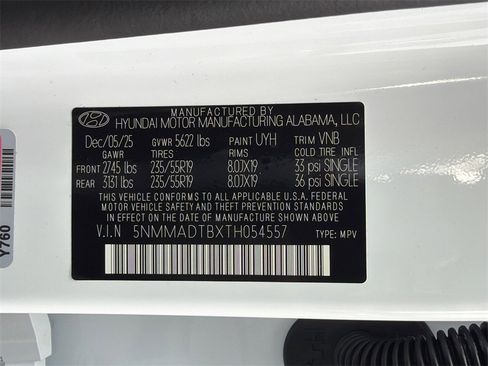 MANUFACTURED BY
HYUNDAI MOTOR MANUFACTURING ALABAMA, LLC
Dec/05/25 GVWR 5622 lbs PAINT UYH TRIM VNB
GAWR TIRES RIMS COLD TIRE INFL
FRONT 2745 lbs 235/55R19 8.0JX19 33 psi SINGLE
REAR 3131 lbs 235/55R19 8.0JX19 36 psi SINGLE
THIS VEHICLE CONFORMS TO ALL APPLICABLE U.S.A. FEDERAL
MOTOR VEHICLE SAFETY AND THEFT PREVENTION STANDARDS
IN EFFECT ON THE DATE OF MANUFACTURE SHOWN ABOVE.
V.I.N 5NMMADTBXTH054557 TYPE: MPV
Y760